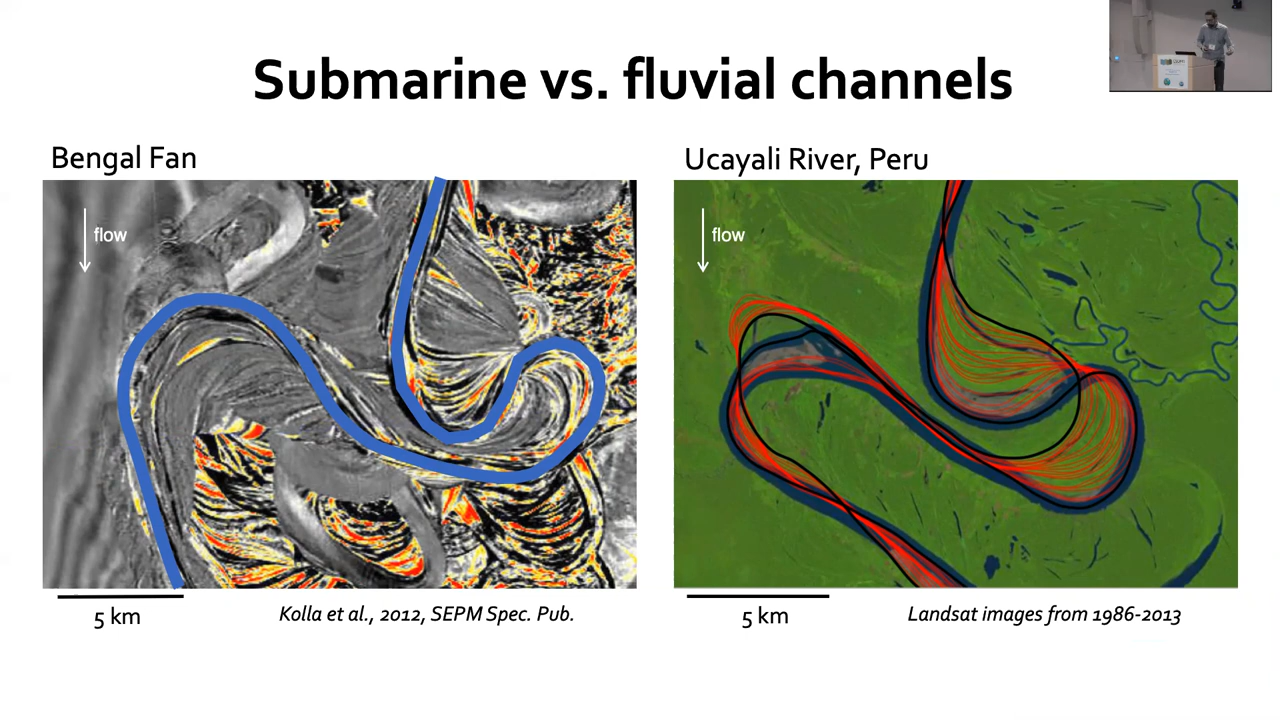 Submarine vs. fluvial channels
Bengal Fan
Ucayali River, Peru
flow
flow
5 km
Kolla et al., 2012, SEPM Spec. Pub.
5 km
Landsat images from 1986-2013